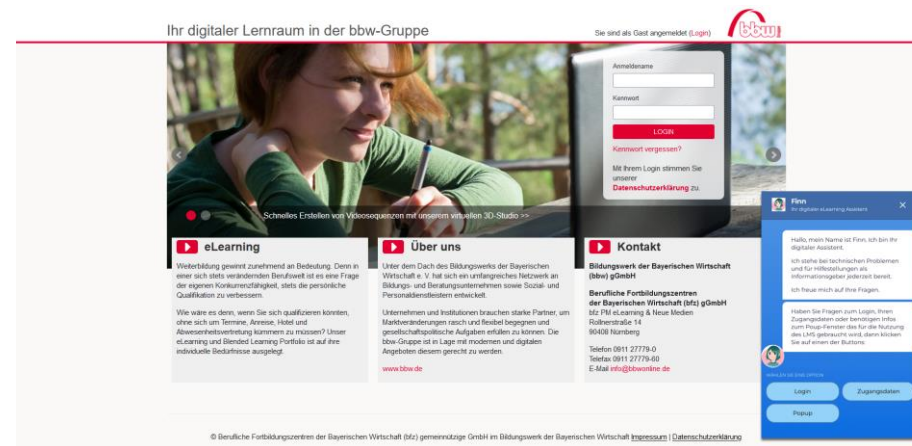 Ihr digitaler Lernraum in der bbw-Gruppe
Sie sind als Gast angemeldet (Login)
bbw
Anmeldename
Kennwort
LOGIN
Kennwort vergessen?
Mit Ihrem Login stimmen Sie
unserer
Datenschutzerklärung zu.
Schnelles Erstellen von Videosequenzen mit unserem virtuellen 3D-Studio >>
eLearning
Weiterbildung gewinnt zunehmend an Bedeutung. Denn in
einer sich stets verändernden Berufswelt ist es eine Frage
der eigenen Konkurrenzfähigkeit, stets die persönliche
Qualifikation zu verbessern.
Wie wäre es denn, wenn Sie sich qualifizieren könnten,
ohne sich um Termine, Anreise, Hotel und
Abwesenheitsvertretung kümmern zu müssen? Unser
eLearning und Blended Learning Portfolio ist auf ihre
individuelle Bedürfnisse ausgelegt.
Über uns
Unter dem Dach des Bildungswerks der Bayerischen
Wirtschaft e. V. hat sich ein umfangreiches Netzwerk an
Bildungs- und Beratungsunternehmen sowie Sozial- und
Personaldienstleistern entwickelt.
Unternehmen und Institutionen brauchen starke Partner, um
Marktveränderungen rasch und flexibel begegnen und
gesellschaftspolitische Aufgaben erfüllen zu können. Die
bbw-Gruppe ist in Lage mit modernen und digitalen
Angeboten diesem gerecht zu werden.
www.bbw.de
Kontakt
Bildungswerk der Bayerischen Wirtschaft
(bbw) gGmbH
Berufliche Fortbildungszentren
der Bayerischen Wirtschaft (bfz) gGmbH
bfz PM eLearning & Neue Medien
Rollnerstraße 14
90408 Nürnberg
Telefon 0911 27779-0
Telefax 0911 27779-60
E-Mail info@bbwonline.de
Finn
Ihr digitaler eLearning Assistent
Hallo, mein Name ist Finn. Ich bin Ihr
digitaler Assistent.
Ich stehe bei technischen Problemen
und für Hilfestellungen als
Informationsgeber jederzeit bereit.
Ich freue mich auf Ihre Fragen.
Haben Sie Fragen zum Login, Ihren
Zugangsdaten oder benötigen Infos
zum Poup-Fenster das für die Nutzung
des LMS gebraucht wird, dann klicken
Sie auf einen der Buttons
WÄHLEN SIE EINE OPTION
Login
Zugangsdaten
Popup
© Berufliche Fortbildungszentren der Bayerischen Wirtschaft (bfz) gemeinnützige GmbH im Bildungswerk der Bayerischen Wirtschaft Impressum | Datenschutzerklärung